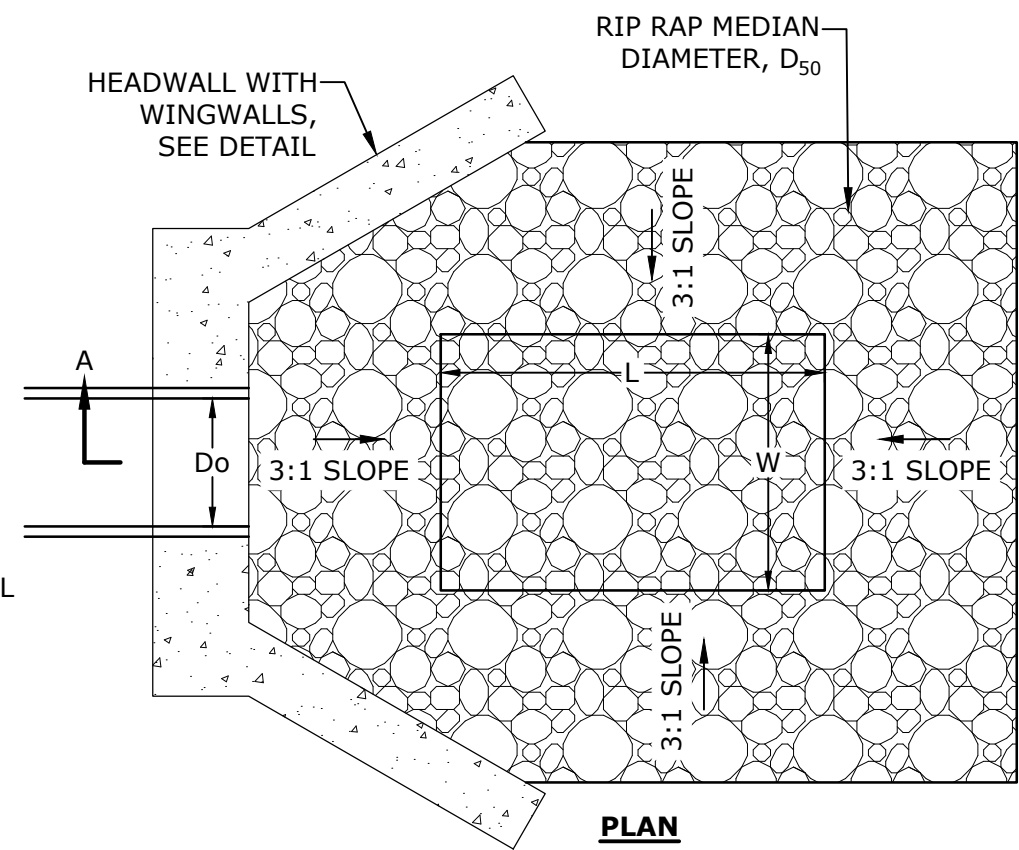 RIP RAP MEDIAN
DIAMETER, D50
HEADWALL WITH
WINGWALLS,
SEE DETAIL
3:1 SLOPE
A
L
Do
3:1 SLOPE
W
3:1 SLOPE
L
3:1 SLOPE
PLAN